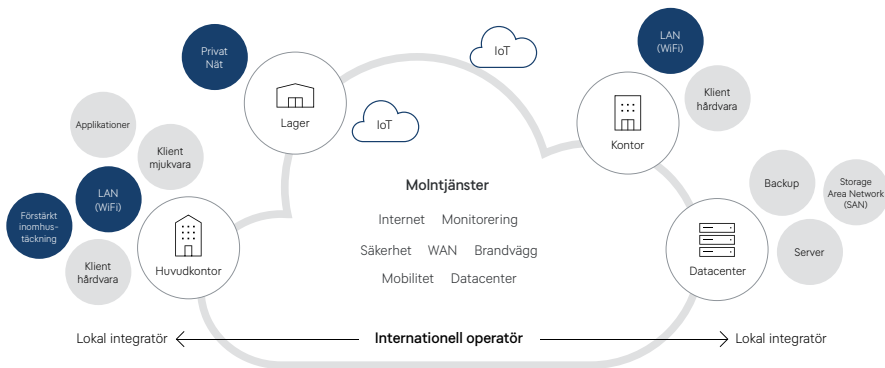 Privat
Nät
IoT
LAN
(WiFi)
Klient
hårdvara
Lager
IoT
Kontor
Applikationer
Klient
mjukvara
LAN
(WiFi)
Förstärkt
inomhus-
täckning
Klient
hårdvara
Huvudkontor
Molntjänster
Internet Monitorering
Säkerhet WAN Brandvägg
Mobilitet Datacenter
Backup
Storage
Area Network
(SAN)
Server
Datacenter
Lokal integratör
Internationell operatör
Lokal integratör